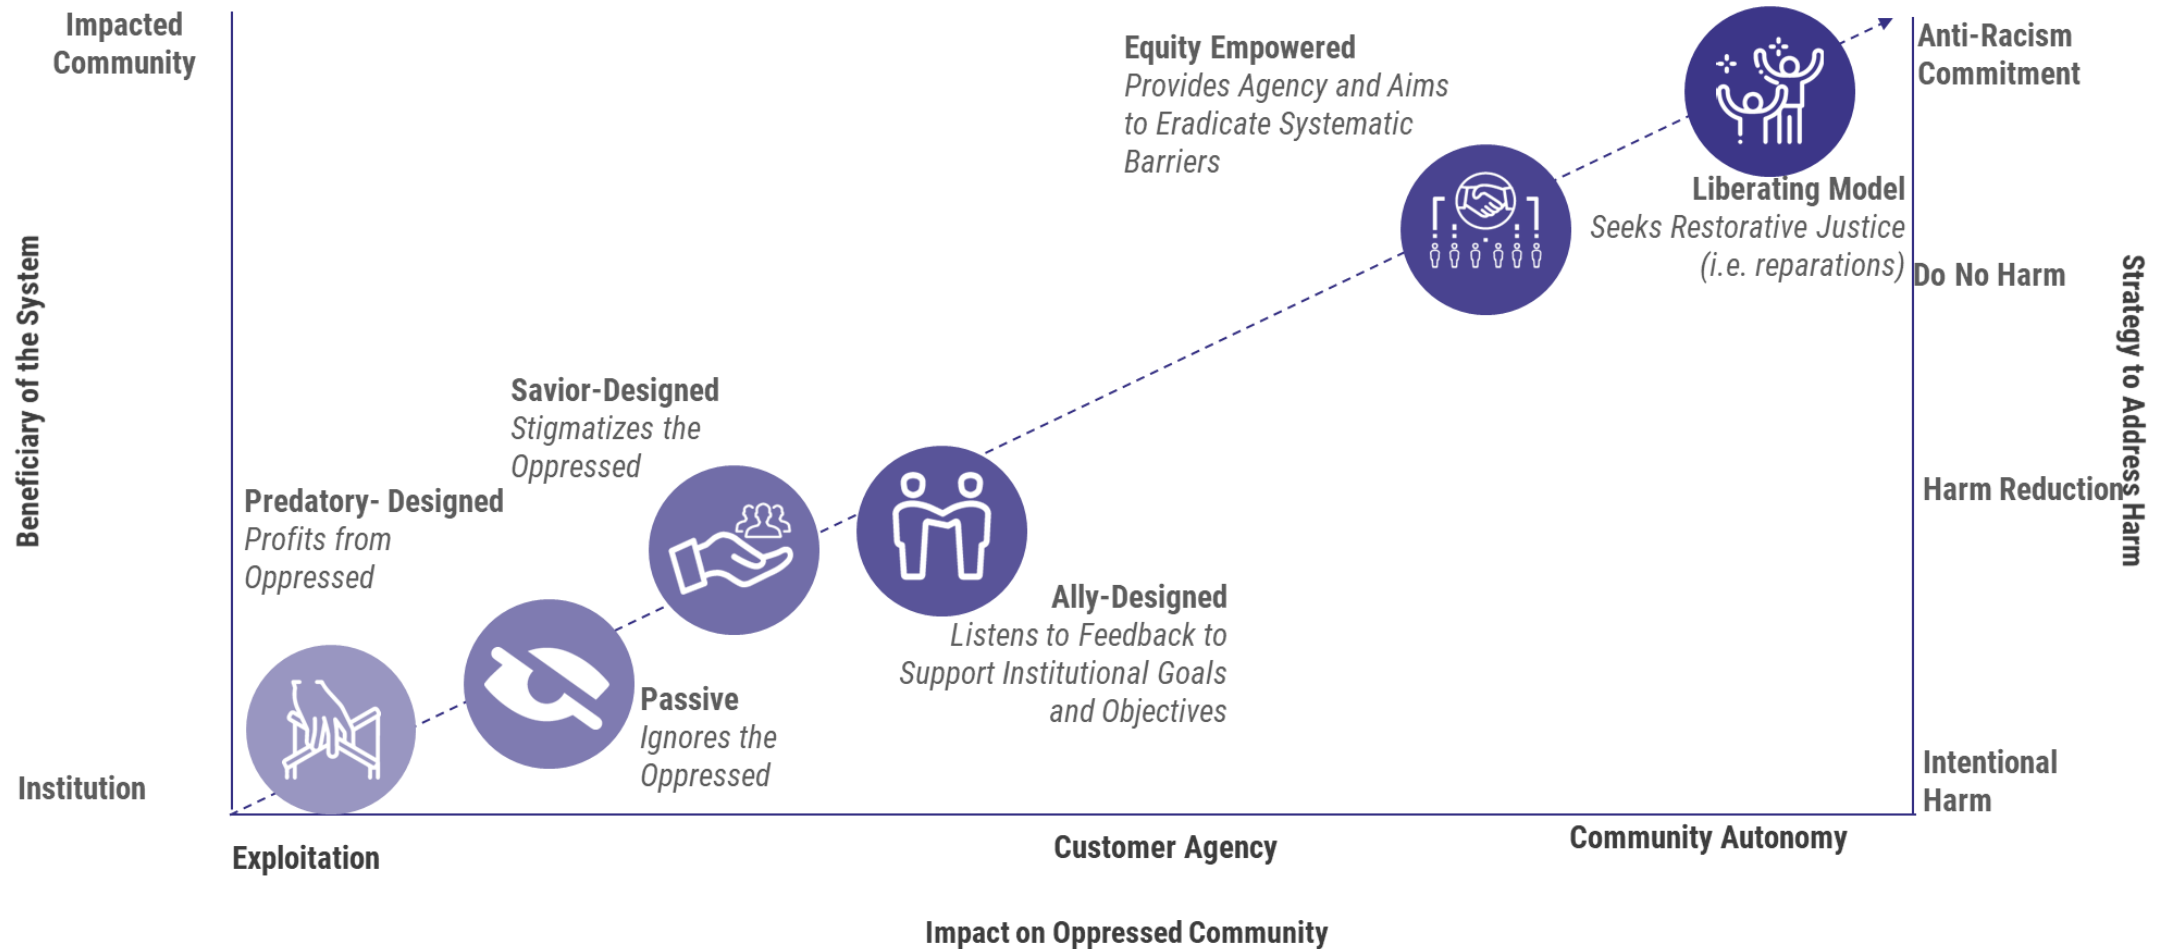 Impacted
Community
Equity Empowered
Provides Agency and Aims
to Eradicate Systematic
Barriers
Anti-Racism
Commitment
Liberating Model
Seeks Restorative Justice
(i.e. reparations)
Do No Harm
Beneficiary of the System
Strategy to Address Harm
Savior-Designed
Stigmatizes the
Oppressed
Predatory- Designed
Profits from
Oppressed
Harm Reduction
Ally-Designed
Listens to Feedback to
Support Institutional Goals
and Objectives
Passive
Ignores the
Oppressed
Institution
Intentional
Harm
Exploitation
Customer Agency
Community Autonomy
Impact on Oppressed Community